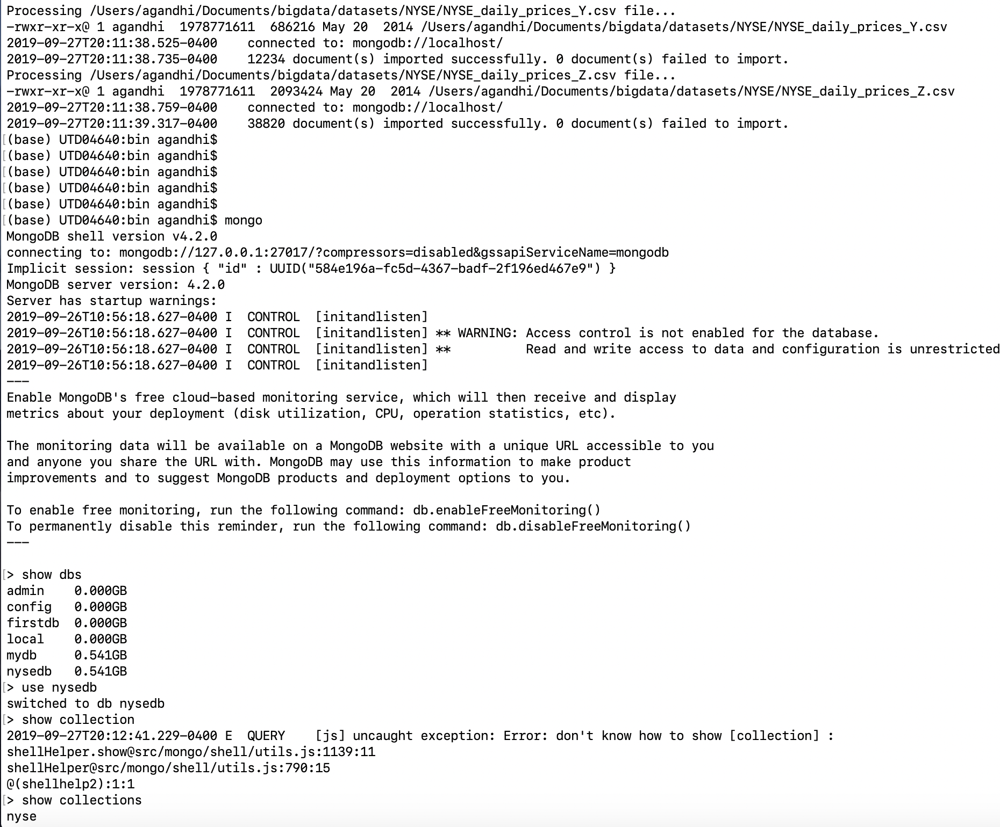 Processing /Users/agandhi/Documents/bigdata/datasets/NYSE/NYSE_daily_prices_Y.csv file...
-rwxr-xr-x@ 1 agandhi  1978771611  686216 May 20  2014 /Users/agandhi/Documents/bigdata/datasets/NYSE/NYSE_daily_prices_Y.csv
2019-09-27T20:11:38.525-0400    connected to: mongodb://localhost/
2019-09-27T20:11:38.735-0400    12234 document(s) imported successfully. 0 document(s) failed to import.
Processing /Users/agandhi/Documents/bigdata/datasets/NYSE/NYSE_daily_prices_Z.csv file...
-rwxr-xr-x@ 1 agandhi  1978771611  2093424 May 20  2014 /Users/agandhi/Documents/bigdata/datasets/NYSE/NYSE_daily_prices_Z.csv
2019-09-27T20:11:38.759-0400    connected to: mongodb://localhost/
2019-09-27T20:11:39.317-0400    38820 document(s) imported successfully. 0 document(s) failed to import.
[(base) UTD04640:bin agandhi$
[(base) UTD04640:bin agandhi$
[(base) UTD04640:bin agandhi$
[(base) UTD04640:bin agandhi$
[(base) UTD04640:bin agandhi$
[(base) UTD04640:bin agandhi$ mongo
MongoDB shell version v4.2.0
connecting to: mongodb://127.0.0.1:27017/?compressors=disabled&gssapiServiceName=mongodb
Implicit session: session { "id" : UUID("584e196a-fc5d-4367-badf-2f196ed467e9") }
MongoDB server version: 4.2.0
Server has startup warnings:
2019-09-26T10:56:18.627-0400 I  CONTROL  [initandlisten]
2019-09-26T10:56:18.627-0400 I  CONTROL  [initandlisten] ** WARNING: Access control is not enabled for the database.
2019-09-26T10:56:18.627-0400 I  CONTROL  [initandlisten] **          Read and write access to data and configuration is unrestricted
2019-09-26T10:56:18.627-0400 I  CONTROL  [initandlisten]
---
Enable MongoDB's free cloud-based monitoring service, which will then receive and display
metrics about your deployment (disk utilization, CPU, operation statistics, etc).

The monitoring data will be available on a MongoDB website with a unique URL accessible to you
and anyone you share the URL with. MongoDB may use this information to make product
improvements and to suggest MongoDB products and deployment options to you.

To enable free monitoring, run the following command: db.enableFreeMonitoring()
To permanently disable this reminder, run the following command: db.disableFreeMonitoring()
---

[> show dbs
admin    0.000GB
config   0.000GB
firstdb  0.000GB
local    0.000GB
mydb     0.541GB
nysedb   0.541GB
[> use nysedb
switched to db nysedb
[> show collection
2019-09-27T20:12:41.229-0400 E  QUERY    [js] uncaught exception: Error: don't know how to show [collection] :
shellHelper.show@src/mongo/shell/utils.js:1139:11
shellHelper@src/mongo/shell/utils.js:790:15
@(shellhelp2):1:1
[> show collections
nyse